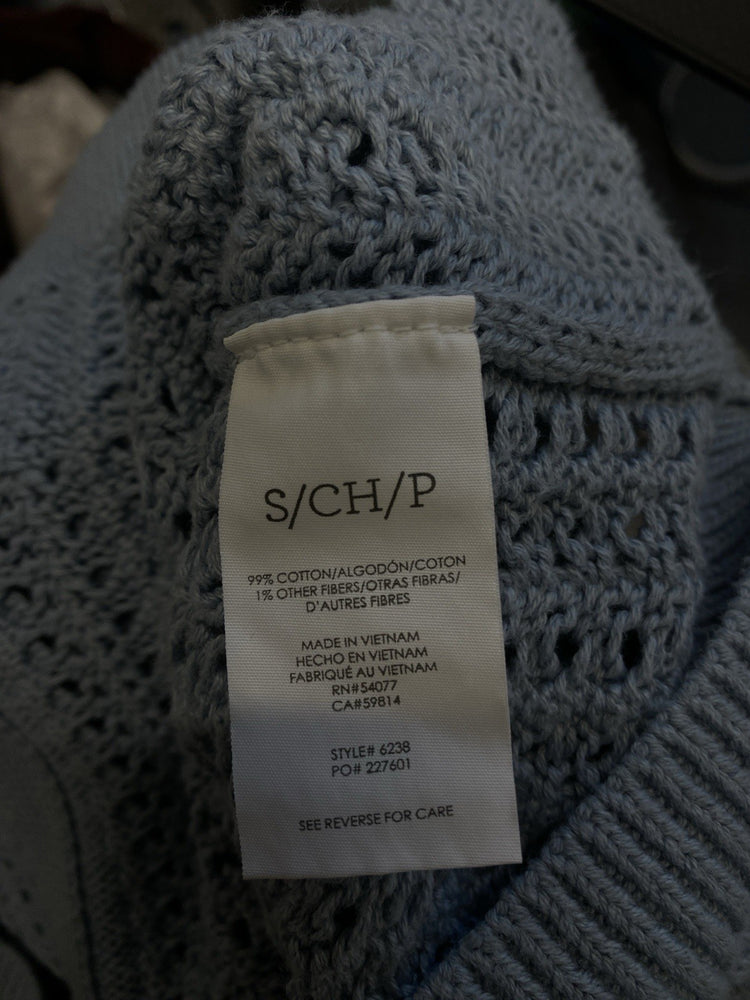 S/CH/P
99% COTTON/ALGODÓN/COTON
1% OTHER FIBERS/OTRAS FIBRAS/
D'AUTRES FIBRES
MADE IN VIETNAM
HECHO EN VIETNAM
FABRIQUÉ AU VIETNAM
RN#54077
CA#59814
STYLE# 6238
PO# 227601
SEE REVERSE FOR CARE